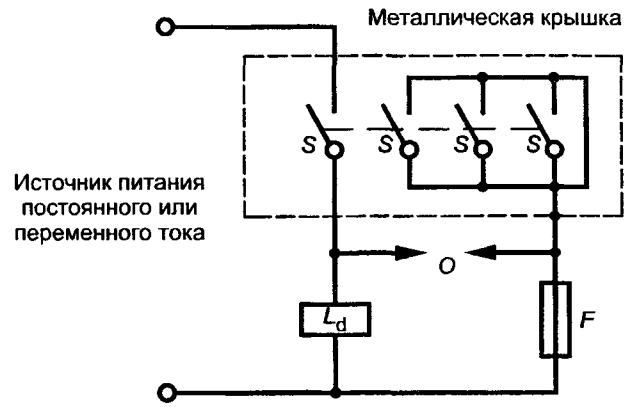 Металлическая крышка
S S S S
Источник питания
постоянного или
переменного тока
O
Ld
F